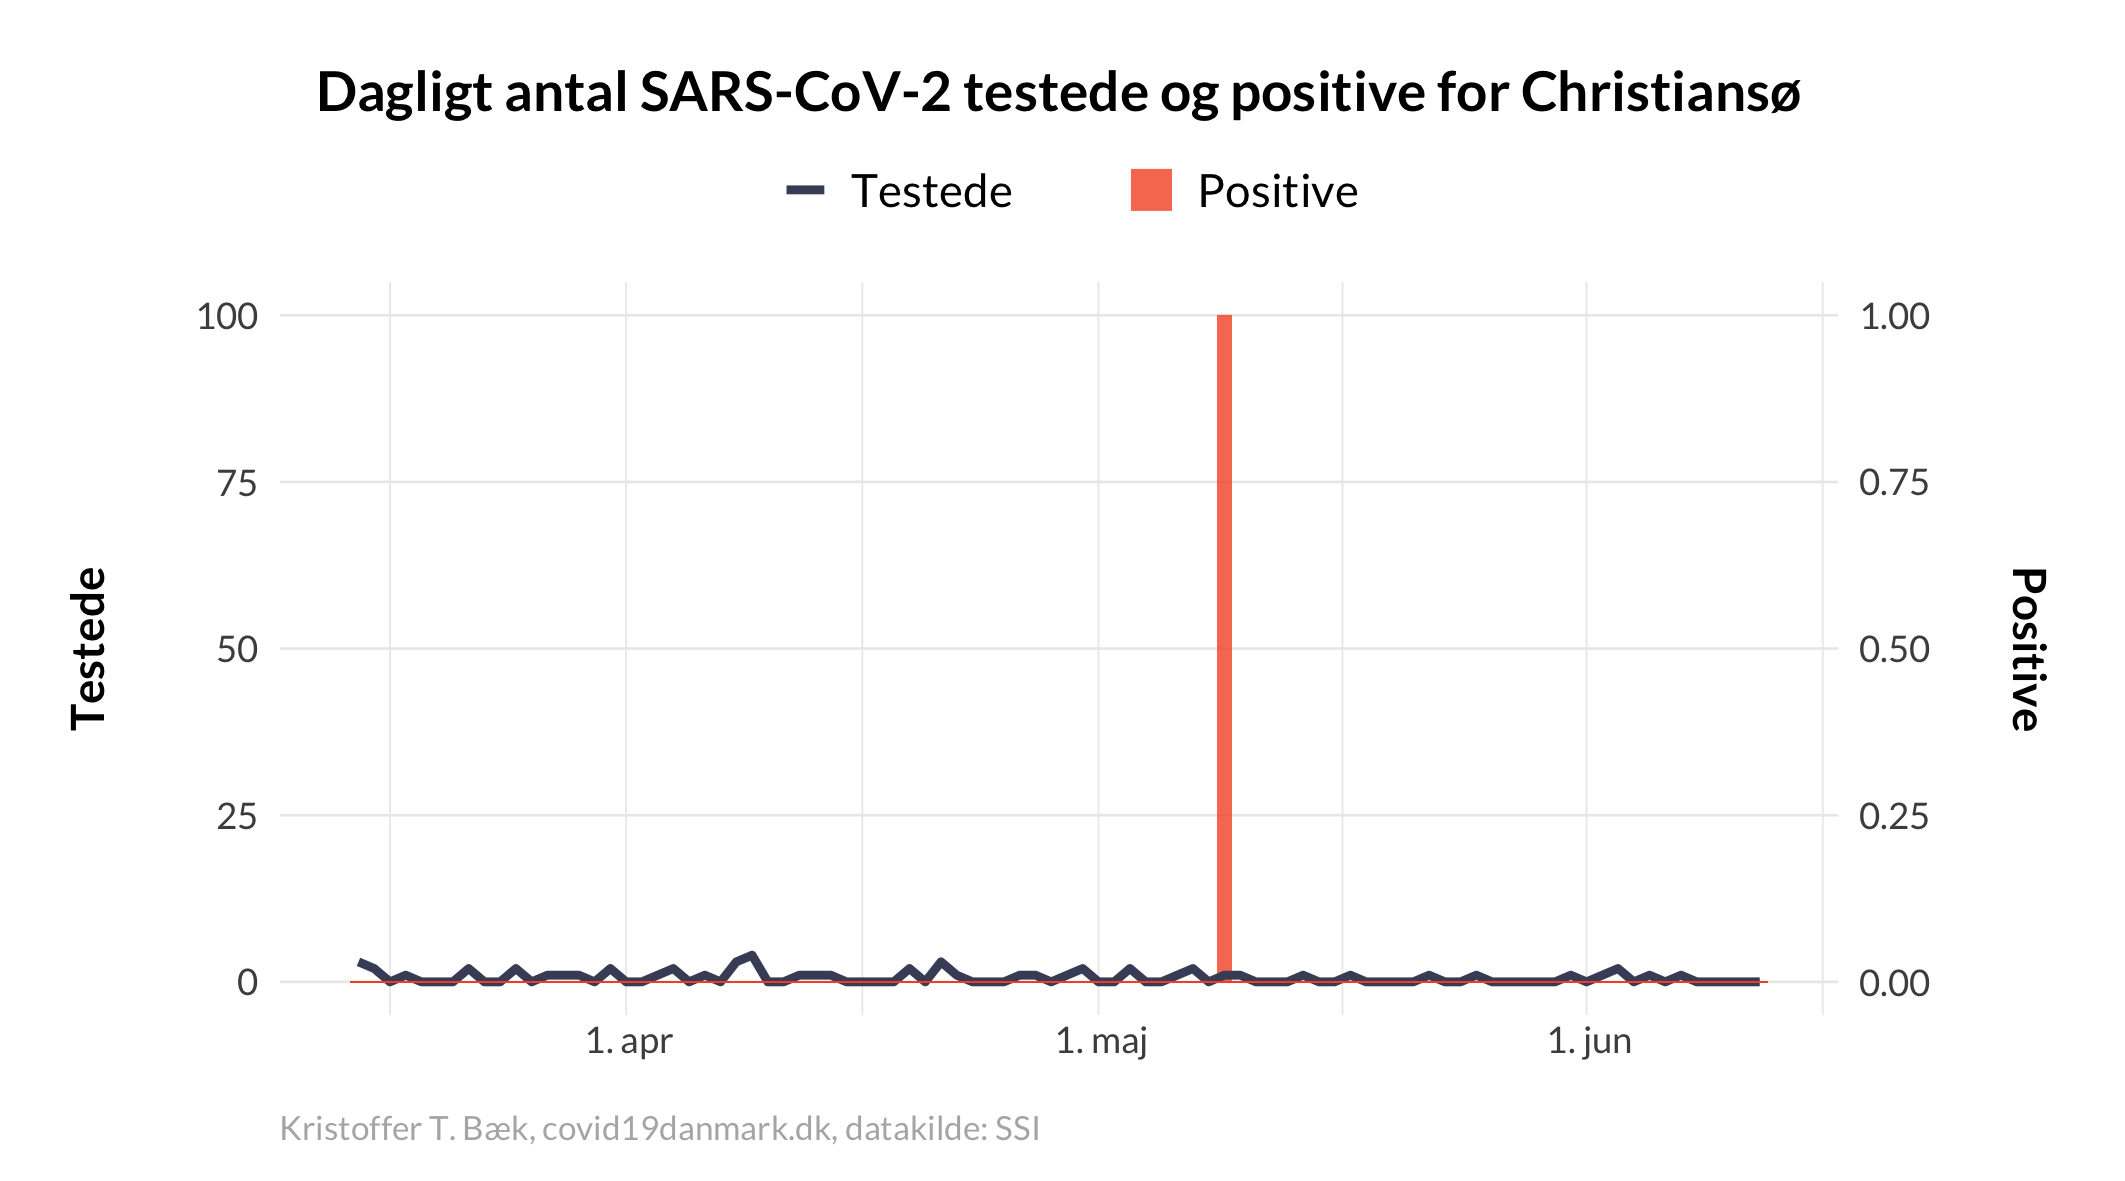 Dagligt antal SARS-CoV-2 testede og positive for Christiansø
Testede
Positive
100
75
50
25
0
Testede
1.00
0.75
0.50
0.25
0.00
Positive
1. apr
1. maj
1. jun
Kristoffer T. Bæk, covid19danmark.dk, datakilde: SSI